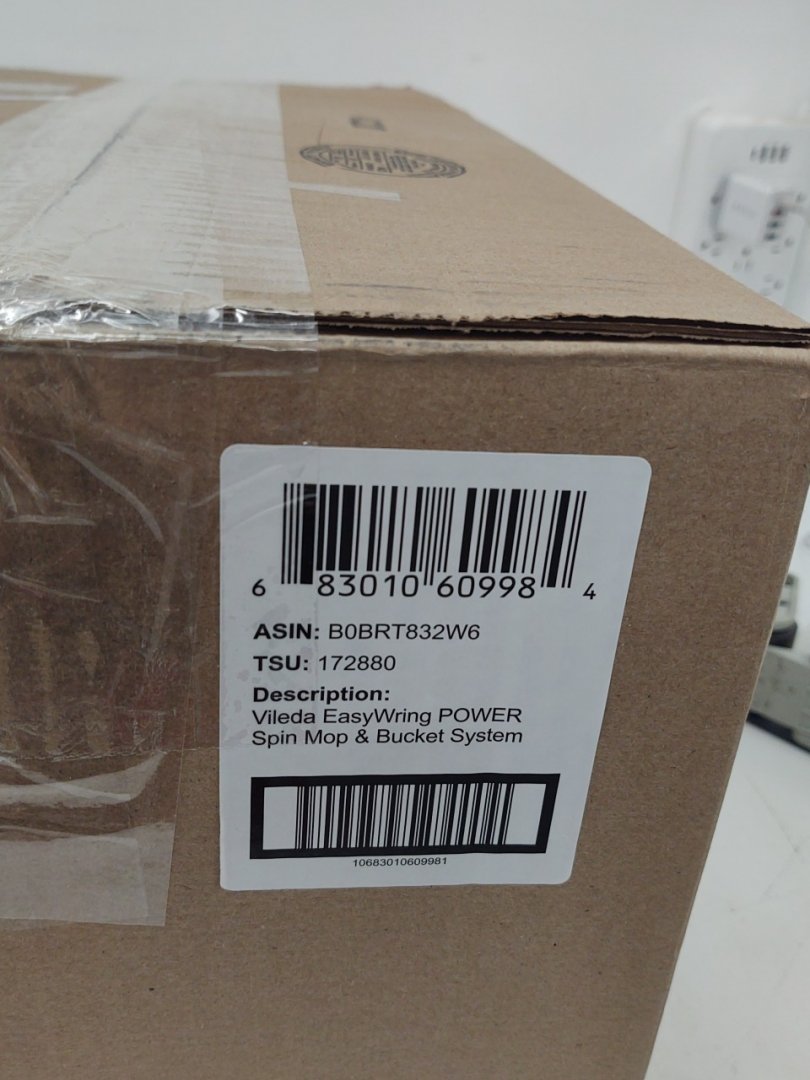 6 83010 60998 4
ASIN: B0BRT832W6
TSU: 172880
Description:
Vileda EasyWring POWER
Spin Mop & Bucket System
10683010609981